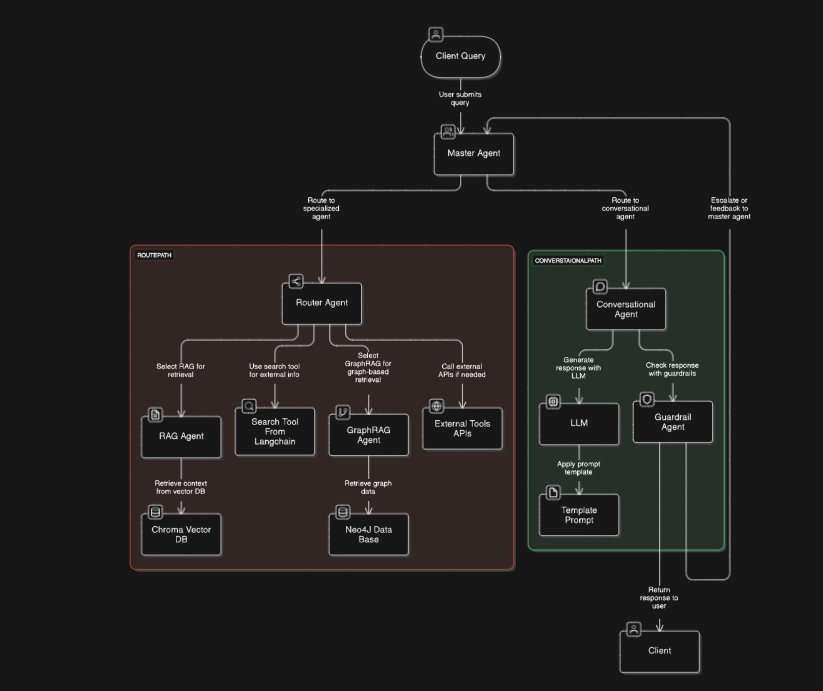 Client Query
User submits
query
Master Agent
Route to
specialized
agent
Route to
conversational
agent
Escalate or
feedback to
master agent
ROUTEPATH
Router Agent
Select RAG for
retrieval
Use search tool
for external info
Select
GraphRAG for
graph-based
retrieval
Call external
APIs if needed
RAG Agent
Search Tool
From
Langchain
GraphRAG
Agent
External Tools
APIs
Retrieve context
from vector DB
Retrieve graph
data
Chroma Vector
DB
Neo4J Data
Base
CONVERSTAIONALPATH
Conversational
Agent
Generate
response with
LLM
Check response
with guardrails
LLM
Guardrail
Agent
Apply prompt
template
Template
Prompt
Return
response to
user
Client